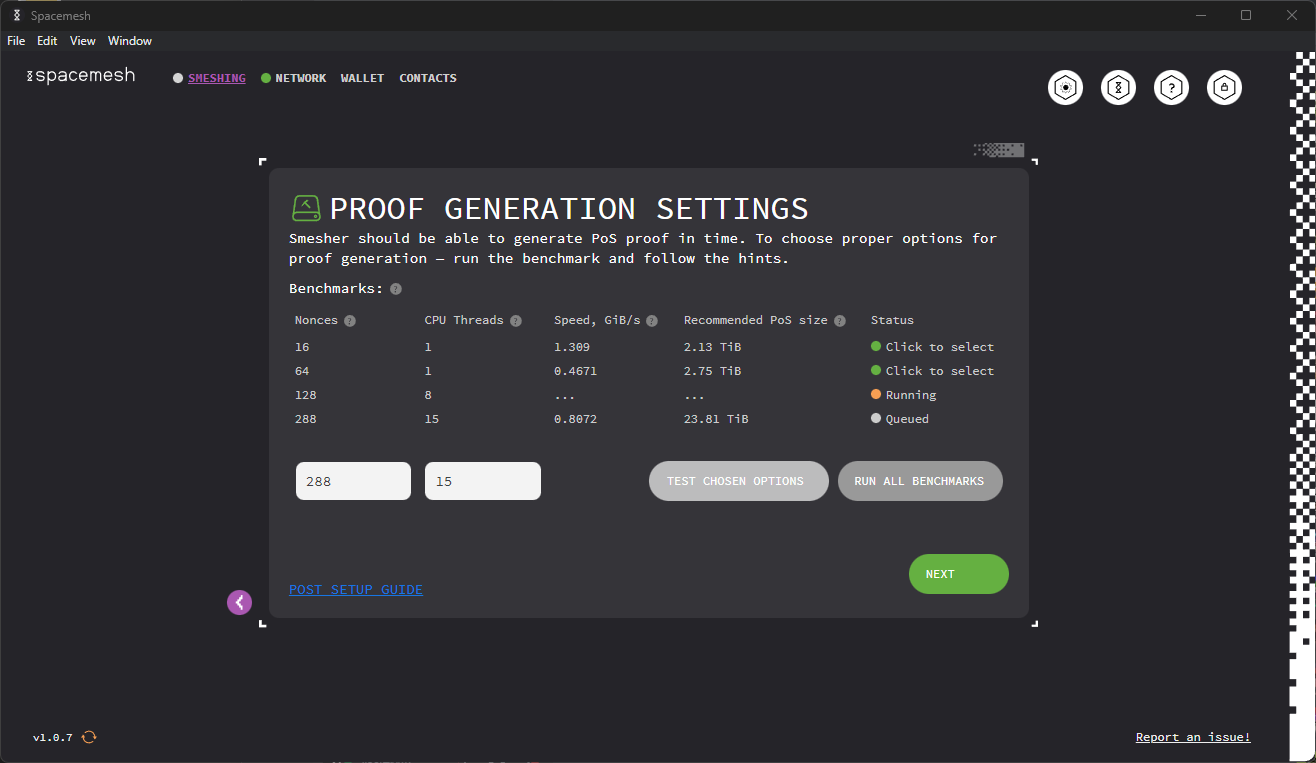 Spacemesh
File Edit View Window
spacemesh SMESHING NETWORK WALLET CONTACTS
PROOF GENERATION SETTINGS
Smesher should be able to generate PoS proof in time. To choose proper options for
proof generation — run the benchmark and follow the hints.
Benchmarks: ?
Nonces ? CPU Threads ? Speed, GiB/s ? Recommended PoS size ? Status
16 1 1.309 2.13 TiB Click to select
64 1 0.4671 2.75 TiB Click to select
128 8 ... ... Running
288 15 0.8072 23.81 TiB Queued
288 15 TEST CHOSEN OPTIONS RUN ALL BENCHMARKS
NEXT
POST SETUP GUIDE
v1.0.7
Report an issue!